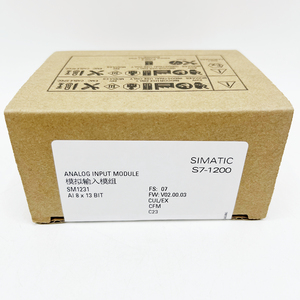 SIMATIC
S7-1200
ANALOG INPUT MODULE
模拟输入模组
SM1231
AI 8 x 13 BIT
FS: 07
FW: V02.00.03
CUL/EX
CFM
C23